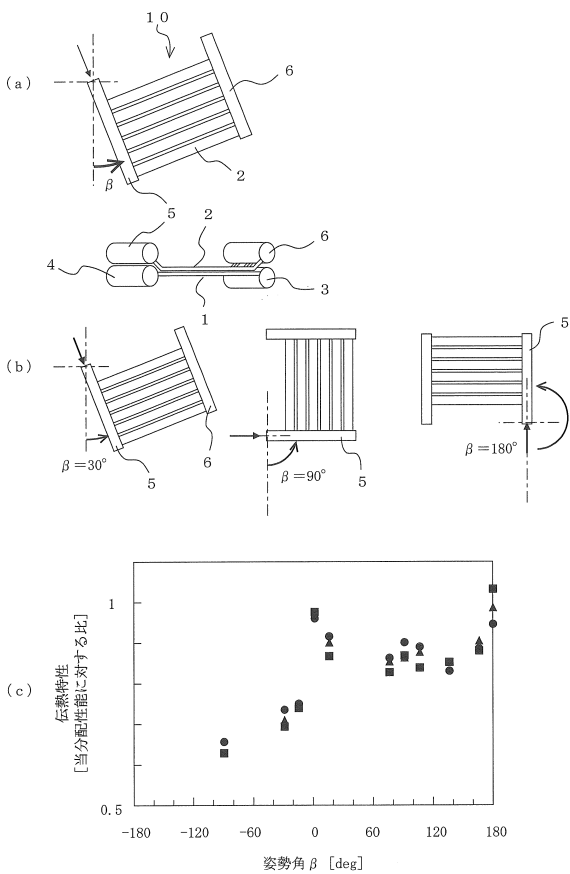 10
(a)
6
β
2
5
5
2
6
4
3
1
(b)
β=30°
5
6
β=90°
5
5
β=180°
(c)
伝熱特性
[当分配性能に対する比]
1
0.5
-180
-120
-60
0
60
120
180
姿勢角β [deg]